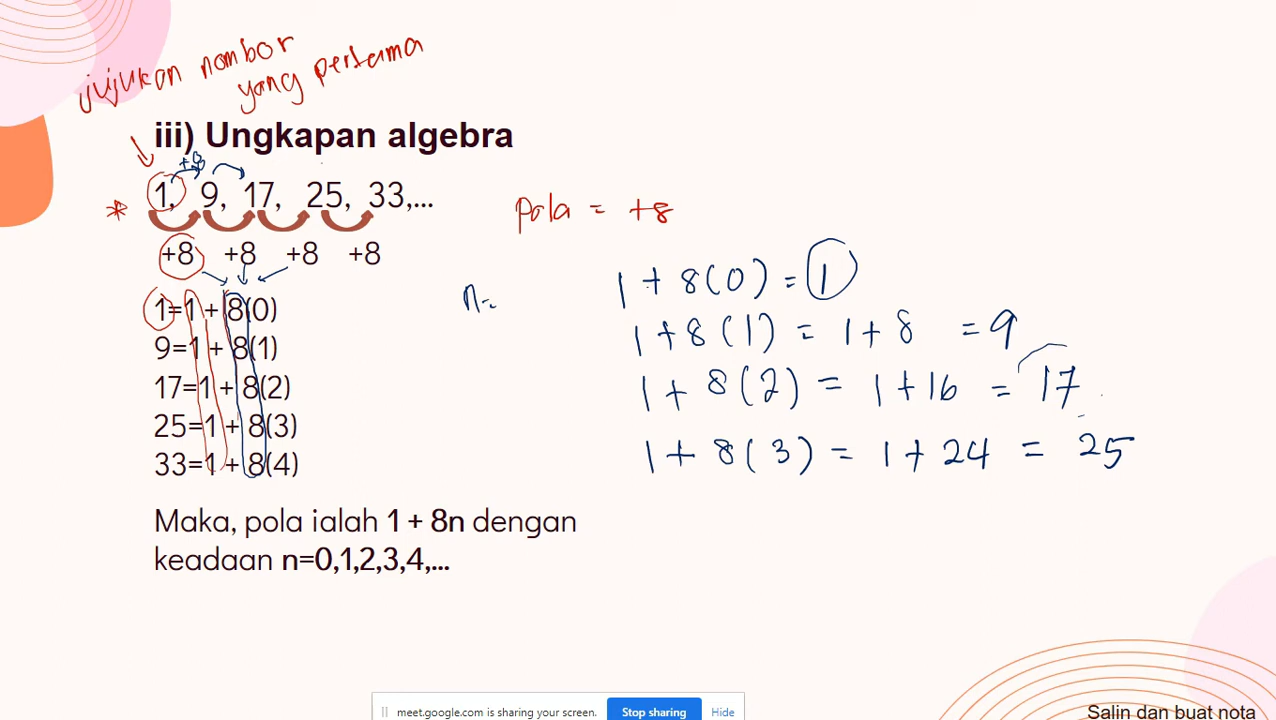 jujukan nombor
yang pertama
iii) Ungkapan algebra
+8
* 1, 9, 17, 25, 33,...
pola = +8
+8 +8 +8 +8
n=
1=1+8(0)
9=1+8(1)
17=1+8(2)
25=1+8(3)
33=1+8(4)
1+8(0) = 1
1+8(1) = 1+8 = 9
1+8(2) = 1+16 = 17
1+8(3) = 1+24 = 25
Maka, pola ialah 1 + 8n dengan
keadaan n=0,1,2,3,4,...
meet.google.com is sharing your screen. Stop sharing Hide
Salin dan buat nota